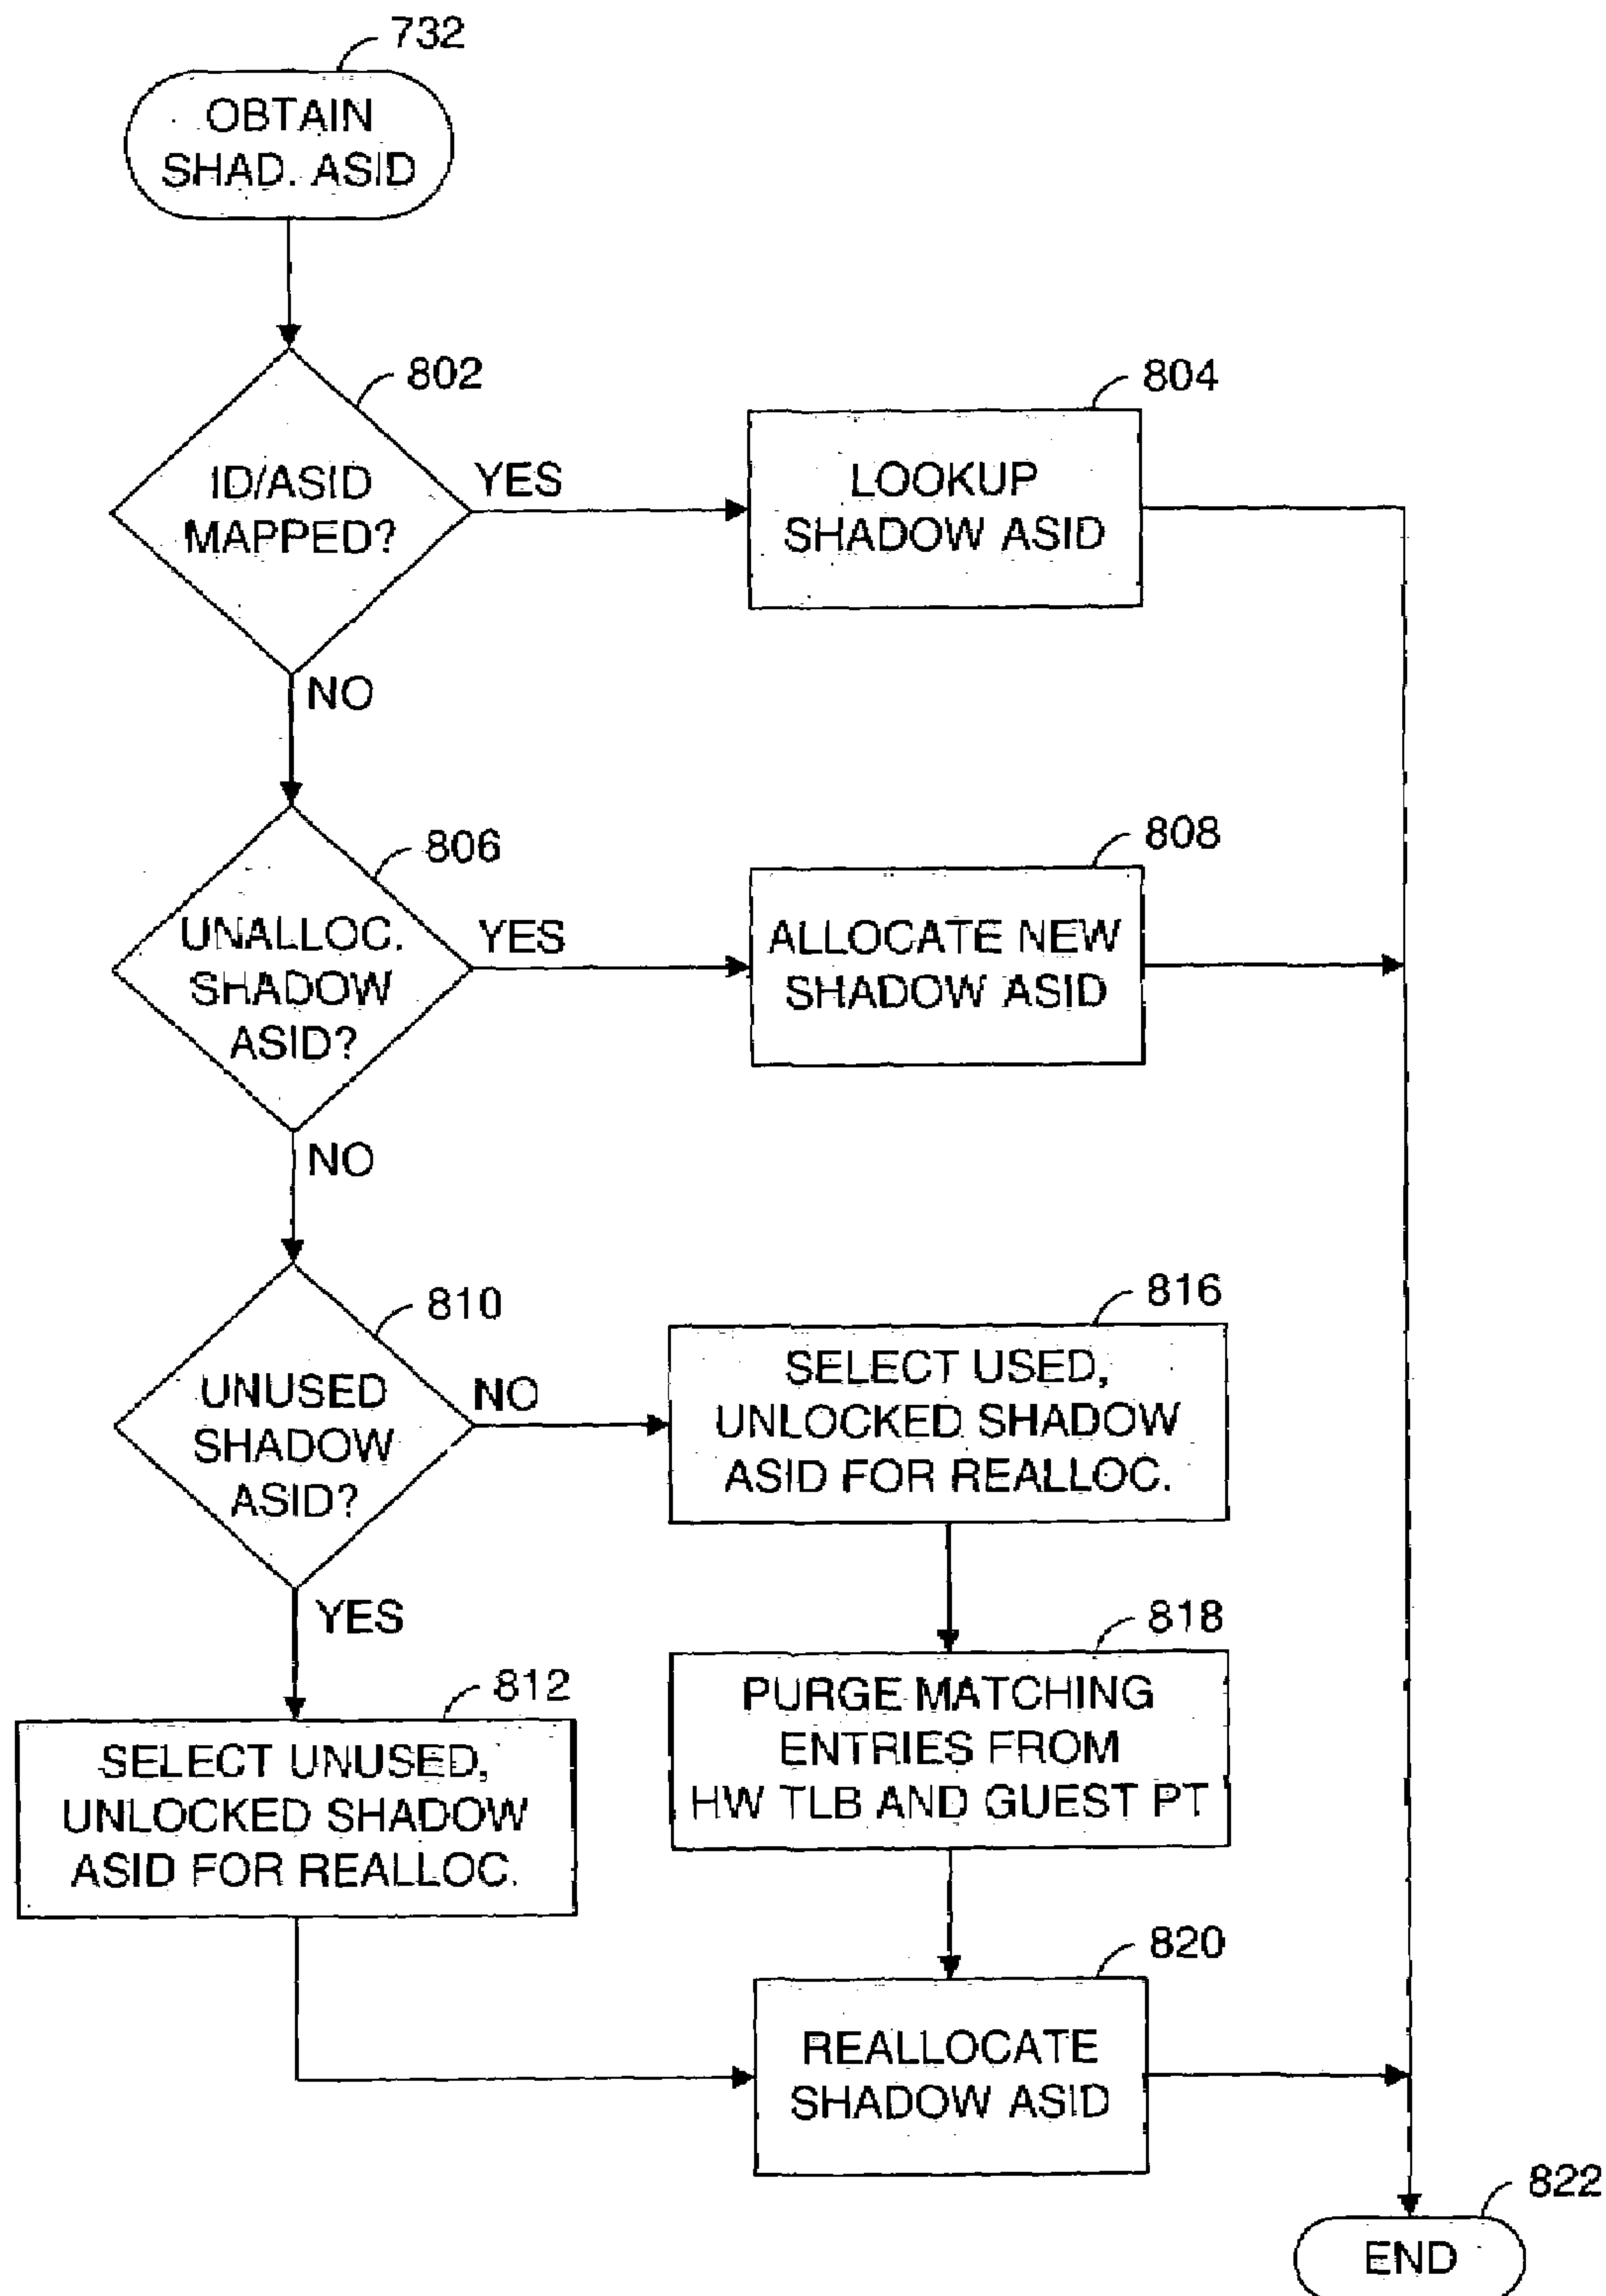 732
OBTAIN
SHAD. ASID
802
ID/ASID
MAPPED?
YES
804
LOOKUP
SHADOW ASID
NO
806
UNALLOC.
SHADOW
ASID?
YES
808
ALLOCATE NEW
SHADOW ASID
NO
810
UNUSED
SHADOW
ASID?
NO
816
SELECT USED,
UNLOCKED SHADOW
ASID FOR REALLOC.
YES
818
PURGE MATCHING
ENTRIES FROM
HW TLB AND GUEST PT
812
SELECT UNUSED,
UNLOCKED SHADOW
ASID FOR REALLOC.
820
REALLOCATE
SHADOW ASID
822
END